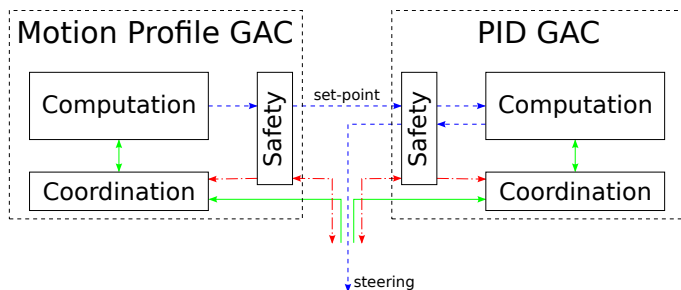 Motion Profile GAC
PID GAC
Computation
Safety
set-point
Safety
Computation
Coordination
Coordination
steering